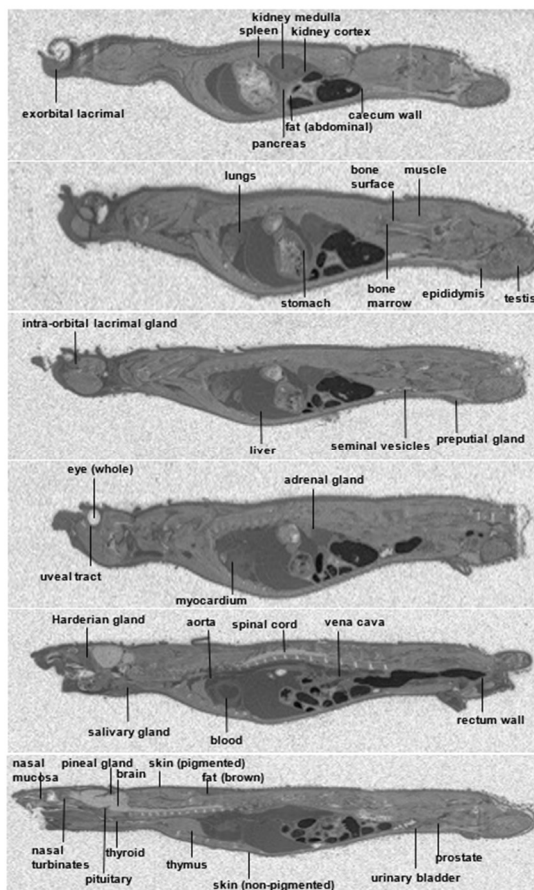 kidney medulla
spleen
kidney cortex
exorbital lacrimal
caecum wall
fat (abdominal)
pancreas
lungs
bone
surface
muscle
stomach
bone
marrow
epididymis
testis
intra-orbital lacrimal gland
liver
seminal vesicles
preputial gland
eye (whole)
adrenal gland
uveal tract
myocardium
Harderian gland
aorta
spinal cord
vena cava
salivary gland
blood
rectum wall
nasal
mucosa
pineal gland
brain
skin (pigmented)
fat (brown)
nasal
turbinates
thyroid
pituitary
thymus
skin (non-pigmented)
urinary bladder
prostate